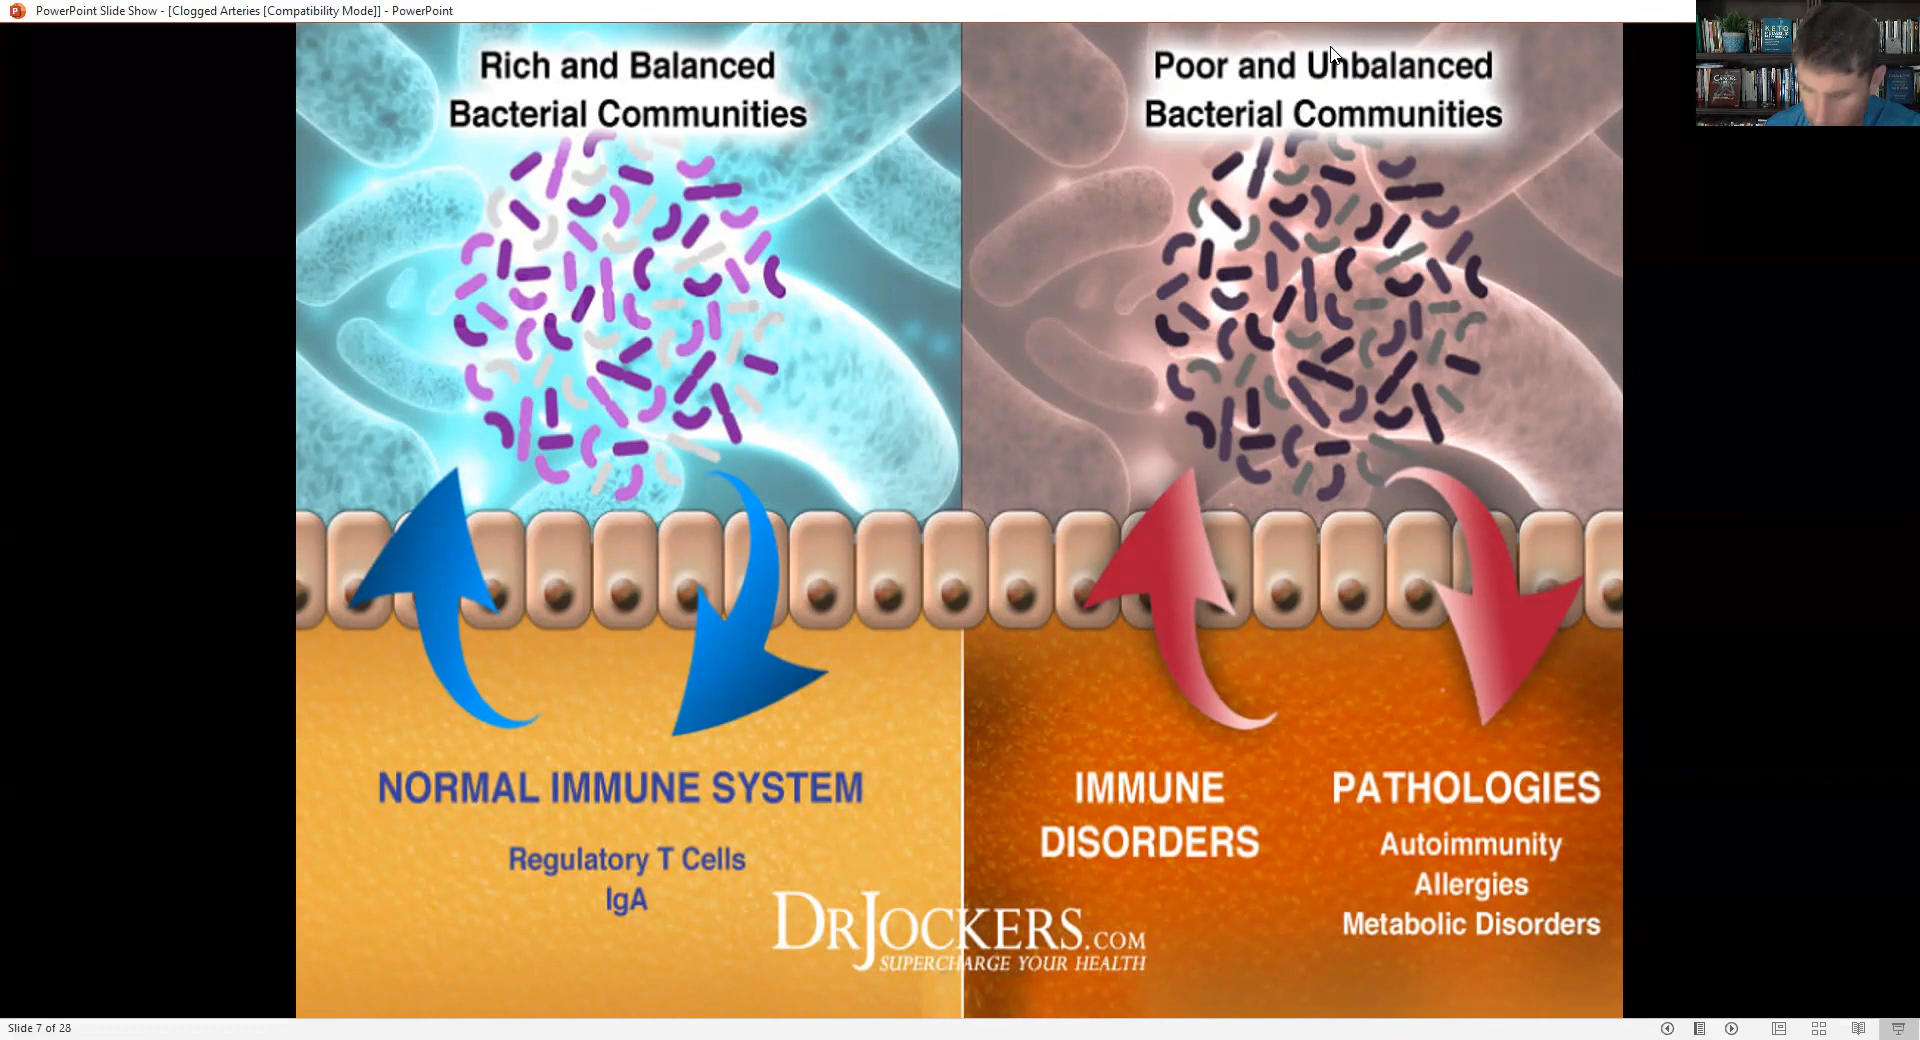 PowerPoint Slide Show - [Clogged Arteries [Compatibility Mode]] - PowerPoint
Rich and Balanced
Bacterial Communities
Poor and Unbalanced
Bacterial Communities
NORMAL IMMUNE SYSTEM
Regulatory T Cells
IgA
IMMUNE
DISORDERS
PATHOLOGIES
Autoimmunity
Allergies
Metabolic Disorders
DRJOCKERS.COM
SUPERCHARGE YOUR HEALTH
Slide 7 of 28
KETO
CANCER